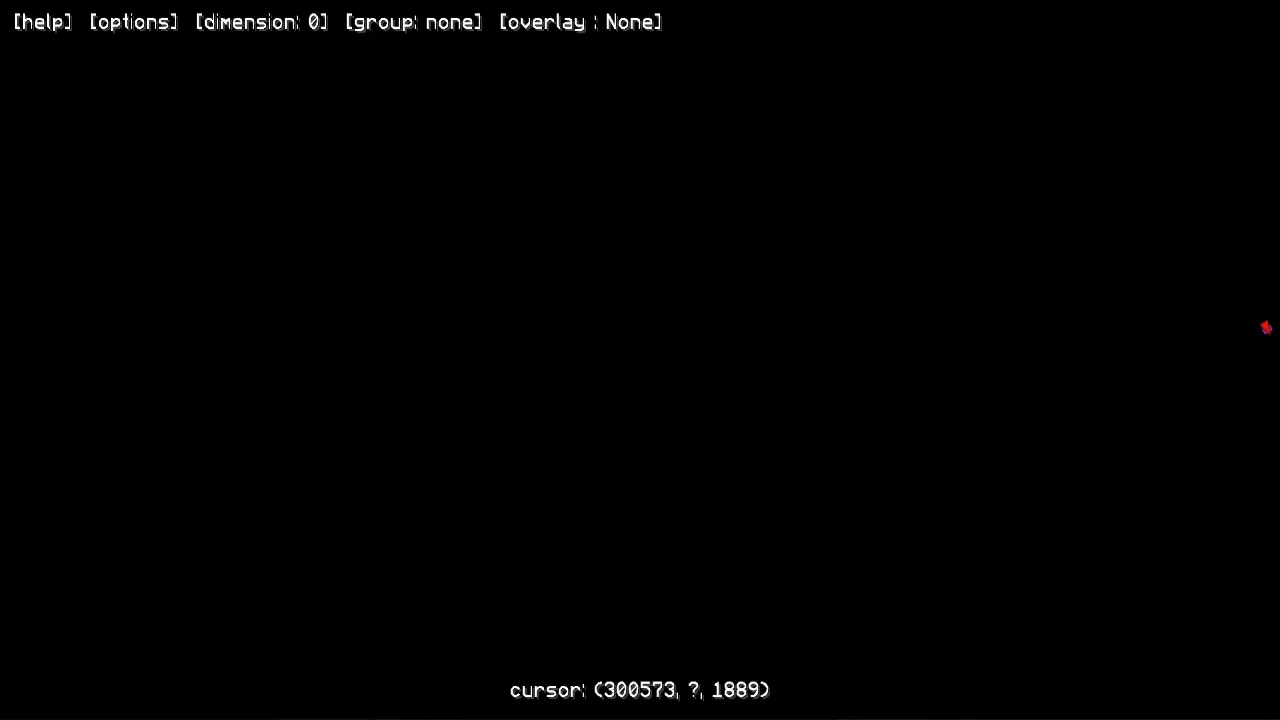 [help] [options] [dimension: 0] [group: none] [overlay : None]
cursor: (300573, ?, 1889)